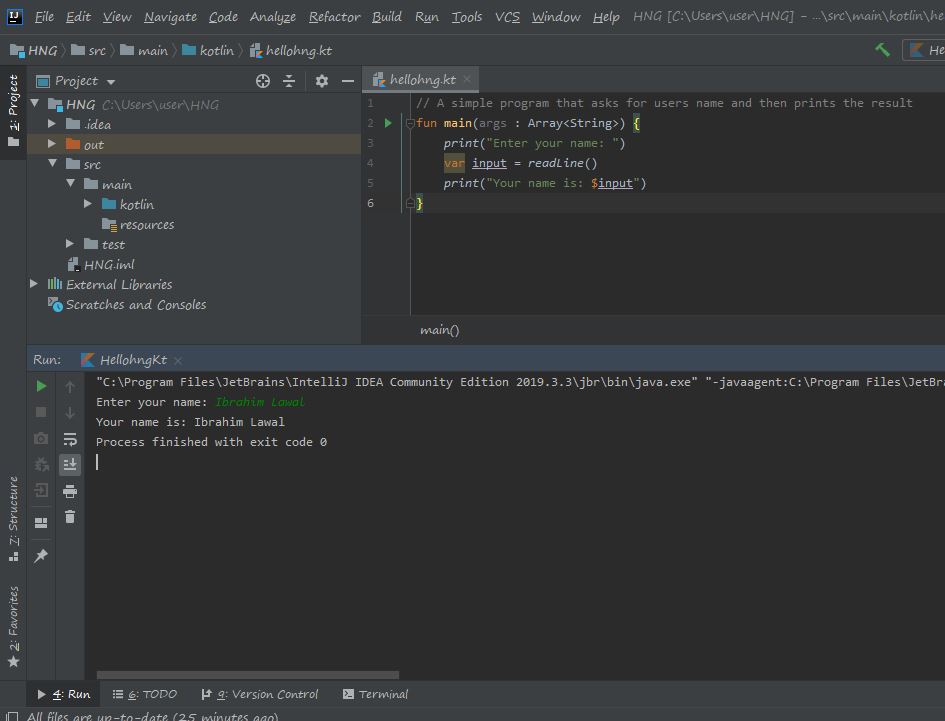 IJ File Edit View Navigate Code Analyze Refactor Build Run Tools VCS Window Help HNG [C:\Users\user\HNG] - ...\src\main\kotlin\he
HNG src main kotlin hellohng.kt He
1: Project
Project
hellohng.kt
HNG C:\Users\user\HNG
.idea
out
src
main
kotlin
resources
test
HNG.iml
External Libraries
Scratches and Consoles
1 // A simple program that asks for users name and then prints the result
2 fun main(args : Array<String>) {
3 print("Enter your name: ")
4 var input = readLine()
5 print("Your name is: $input")
6 }
main()
Run: HellohngKt
"C:\Program Files\JetBrains\IntelliJ IDEA Community Edition 2019.3.3\jbr\bin\java.exe" "-javaagent:C:\Program Files\JetBra
Enter your name: Ibrahim Lawal
Your name is: Ibrahim Lawal
Process finished with exit code 0
Z: Structure
2: Favorites
4: Run 6: TODO 9: Version Control Terminal
All files are up-to-date (25 minutes ago)